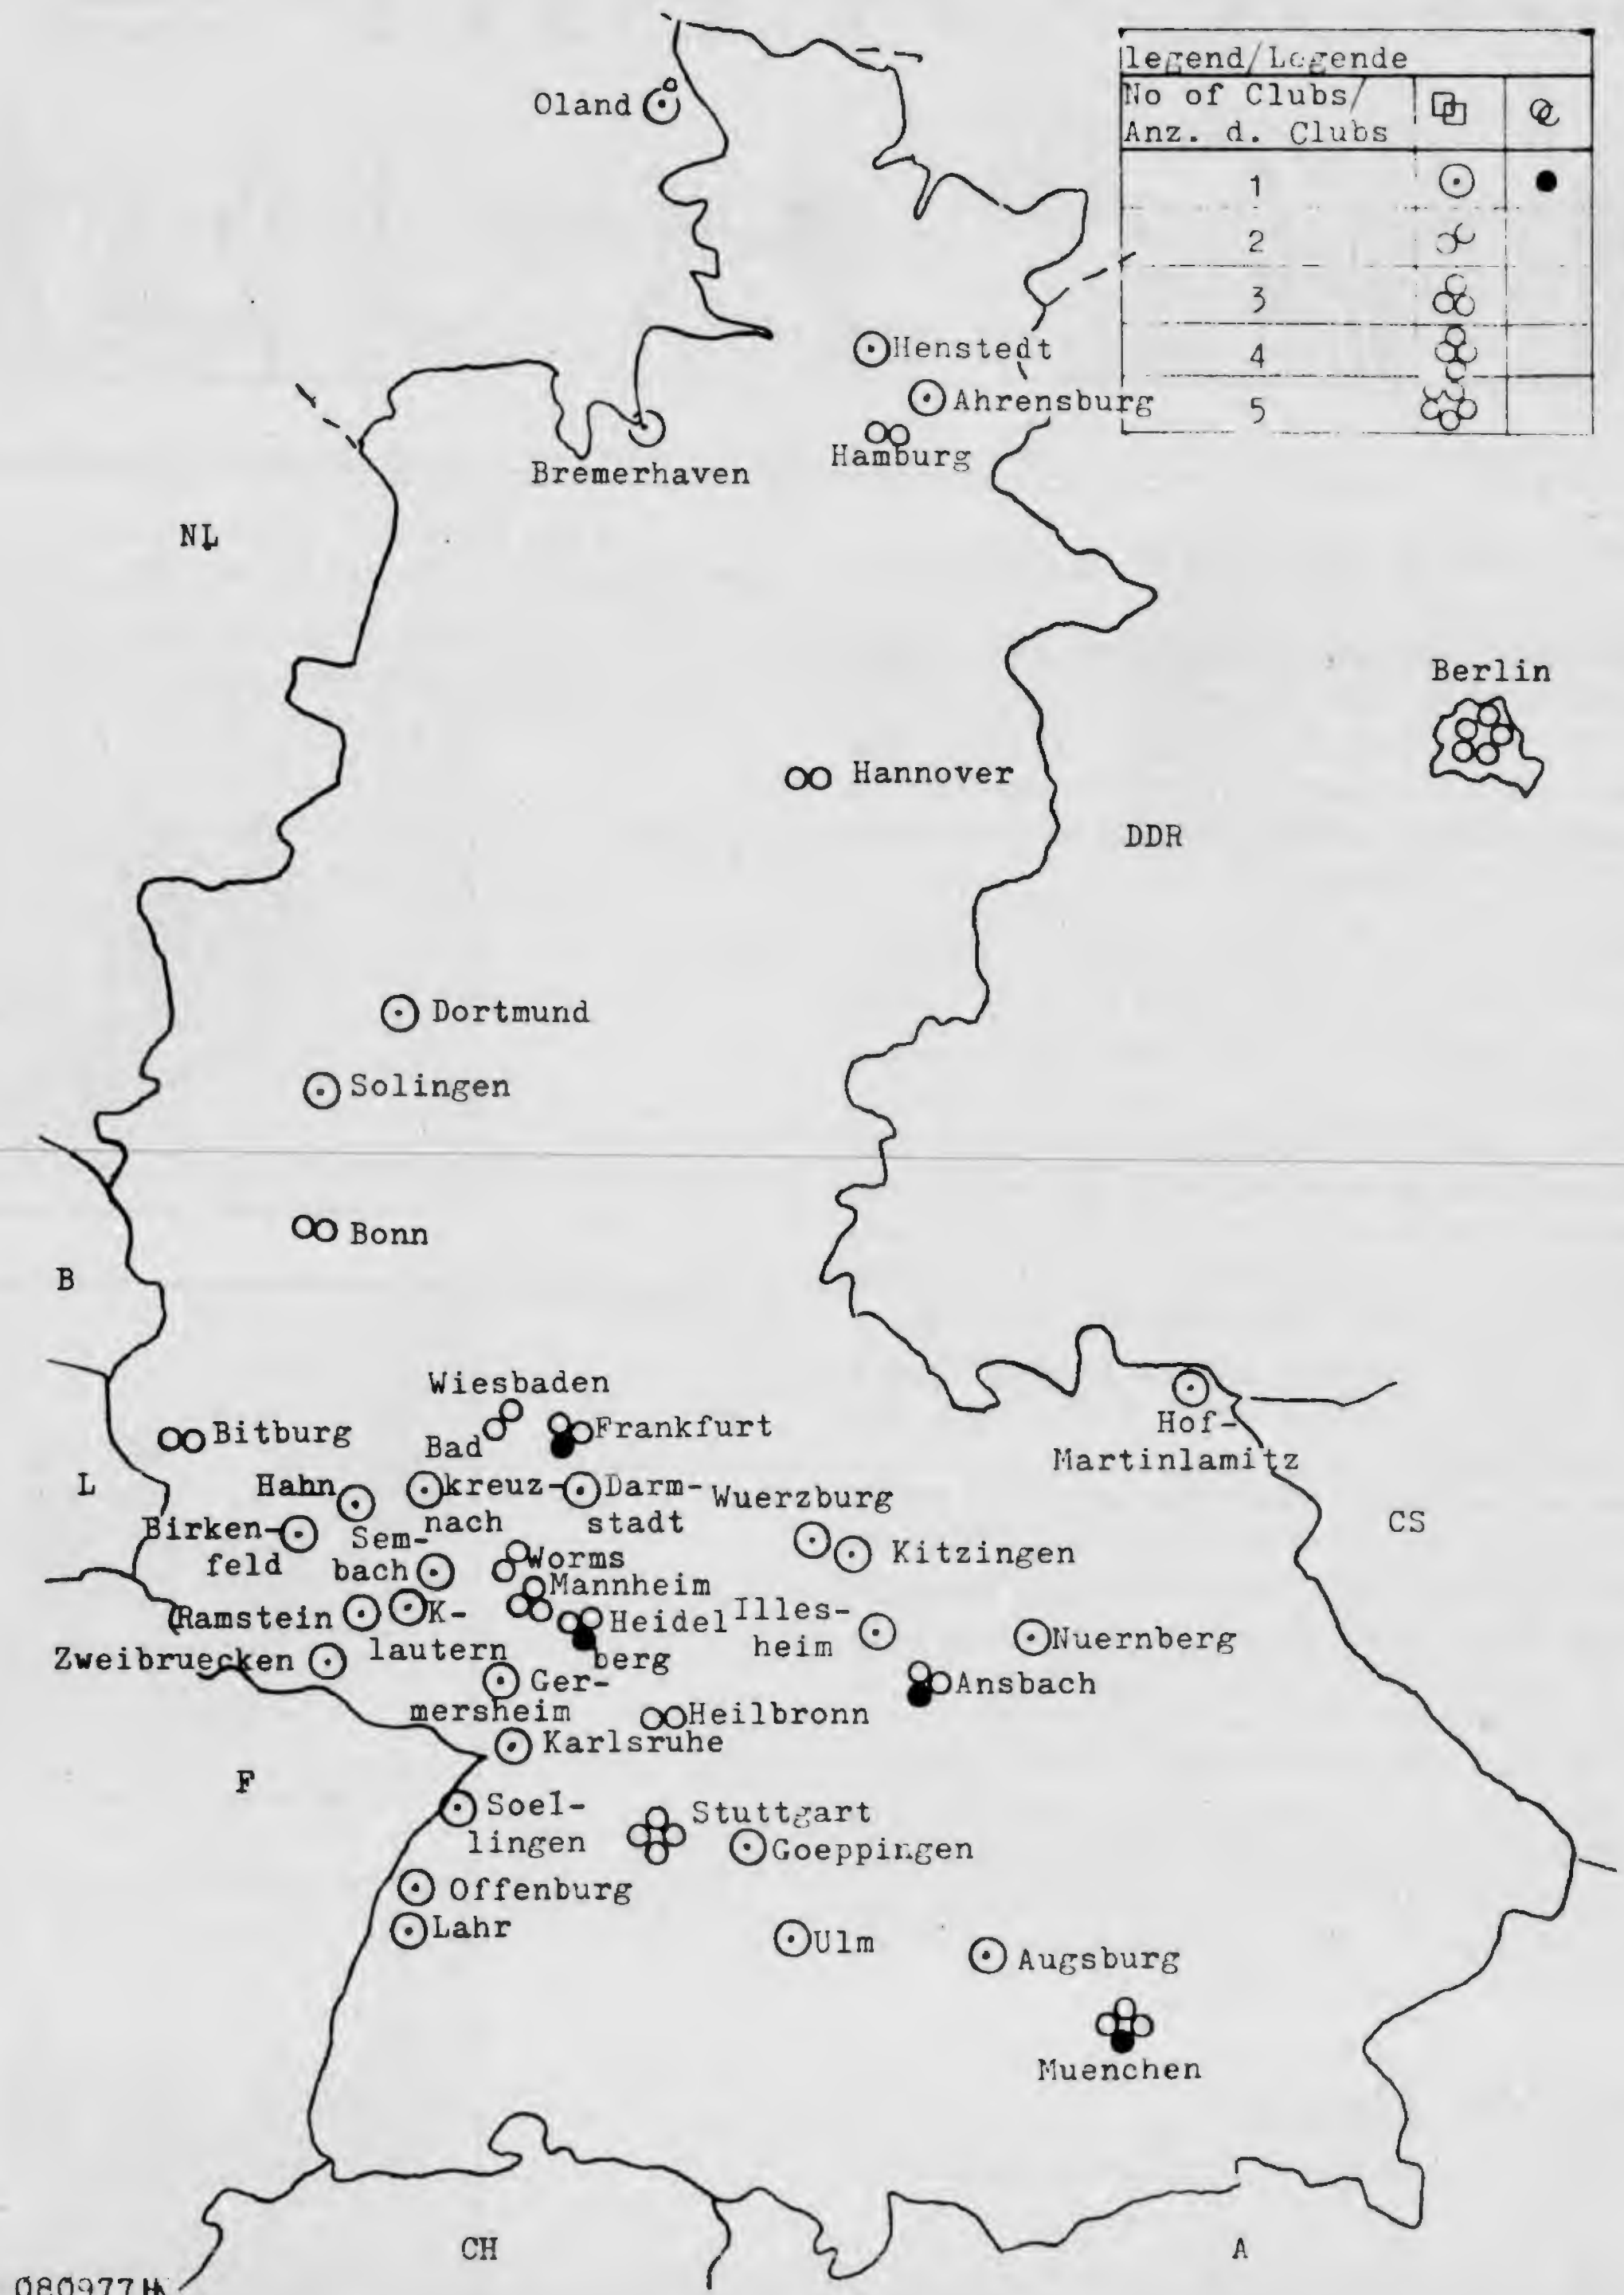 legend/Legende
No of Clubs/
Anz. d. Clubs
1
2
3
4
5
Oland
Henstedt
Ahrensburg
Hamburg
Bremerhaven
NL
Berlin
Hannover
DDR
Dortmund
Solingen
Bonn
B
Wiesbaden
Frankfurt
Bitburg
Bad
kreuz-
nach
Hof-
Martinlamitz
L
Hahn
Darm-
stadt
Wuerzburg
CS
Birken-
feld
Sem-
bach
Kitzingen
Worms
Mannheim
Ramstein
K-
lautern
Heidel
berg
Illes-
heim
Nuernberg
Zweibruecken
Ger-
mersheim
Ansbach
Heilbronn
Karlsruhe
F
Soel-
lingen
Stuttgart
Goeppingen
Offenburg
Lahr
Ulm
Augsburg
Muenchen
CH
A
080977